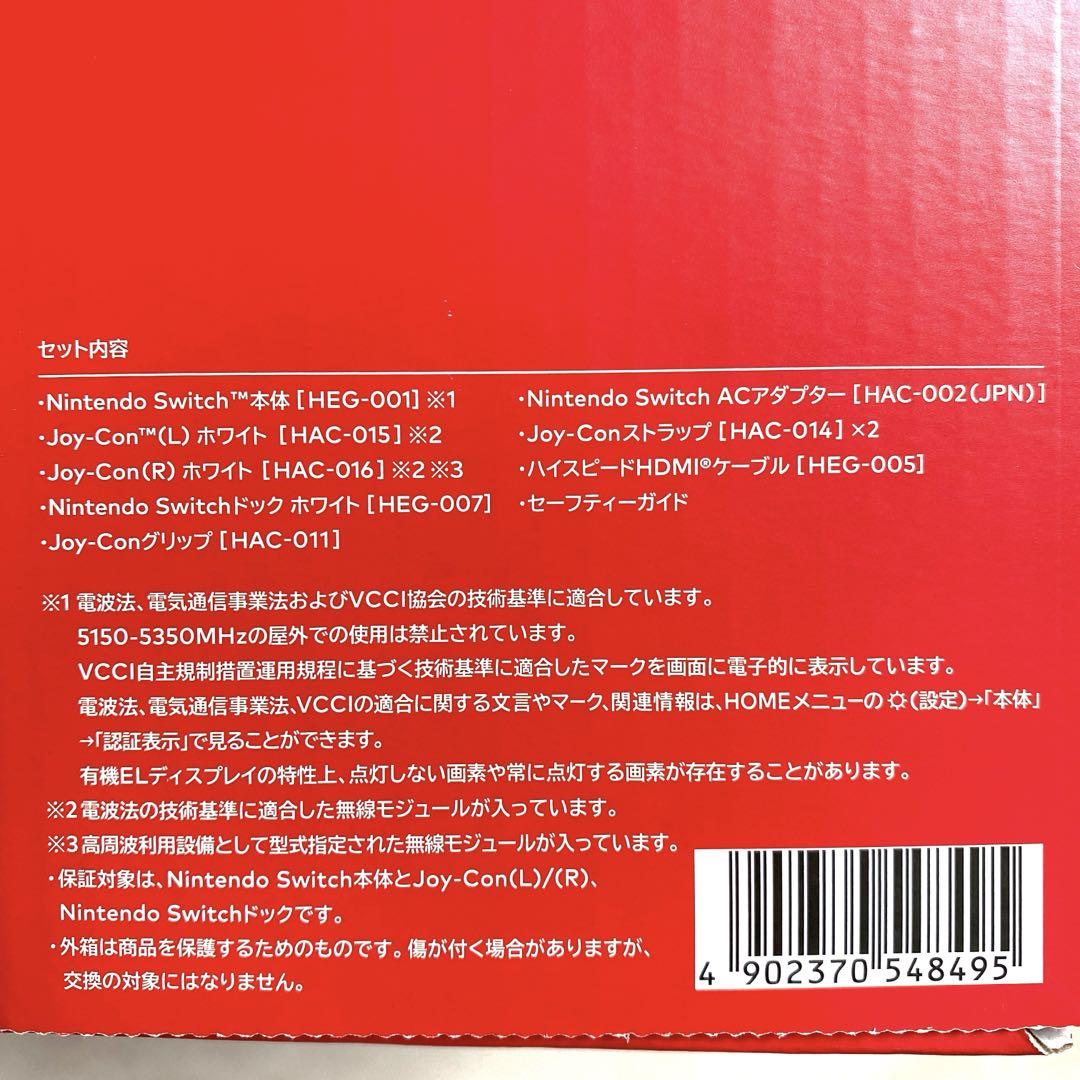 セット内容
・Nintendo Switch™本体［HEG-001］※1
・Joy-Con™(L) ホワイト［HAC-015］※2
・Joy-Con(R) ホワイト［HAC-016］※2 ※3
・Nintendo Switchドック ホワイト［HEG-007］
・Joy-Conグリップ［HAC-011］
・Nintendo Switch ACアダプター［HAC-002(JPN)］
・Joy-Conストラップ［HAC-014］×2
・ハイスピードHDMI®ケーブル［HEG-005］
・セーフティーガイド
※1 電波法、電気通信事業法およびVCCI協会の技術基準に適合しています。
5150-5350MHzの屋外での使用は禁止されています。
VCCI自主規制措置運用規程に基づく技術基準に適合したマークを画面に電子的に表示しています。
電波法、電気通信事業法、VCCIの適合に関する文言やマーク、関連情報は、HOMEメニューの(設定)→「本体」
→「認証表示」で見ることができます。
有機ELディスプレイの特性上、点灯しない画素や常に点灯する画素が存在することがあります。
※2 電波法の技術基準に適合した無線モジュールが入っています。
※3 高周波利用設備として型式指定された無線モジュールが入っています。
・保証対象は、Nintendo Switch本体とJoy-Con(L)/(R)、
Nintendo Switchドックです。
・外箱は商品を保護するためのものです。傷が付く場合がありますが、
交換の対象にはなりません。
4 902370 548495